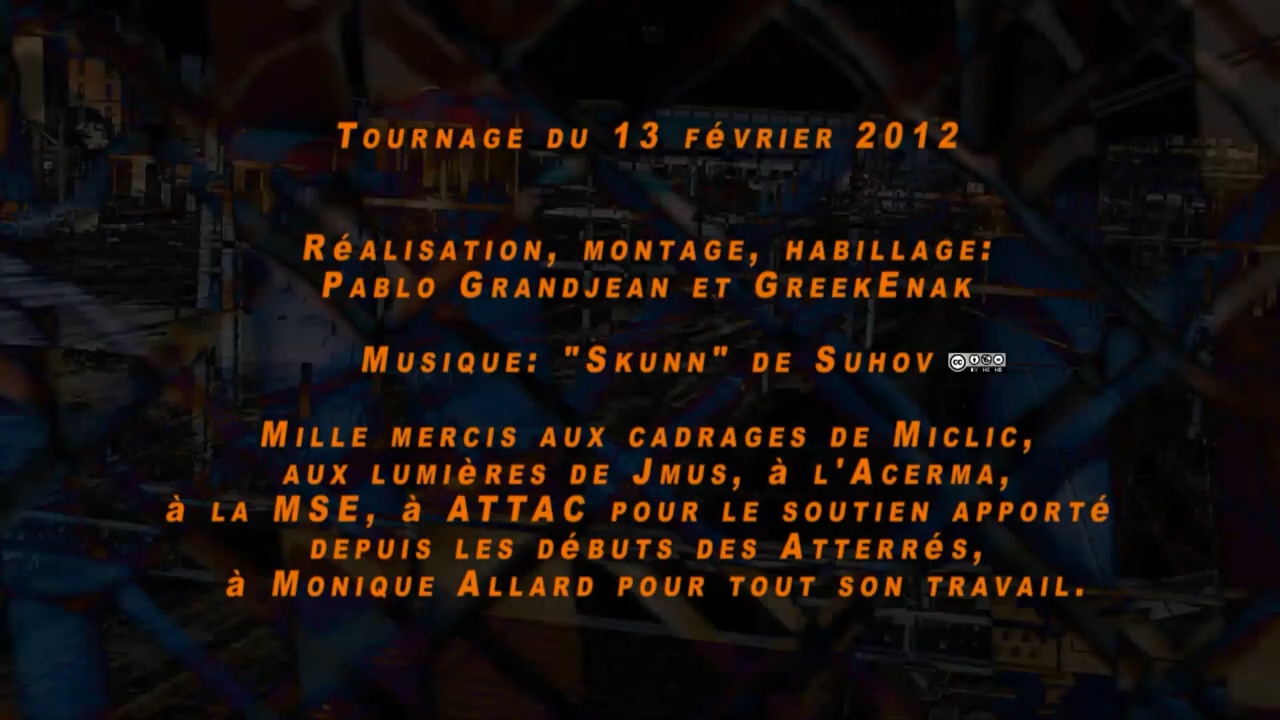 Tournage du 13 février 2012
Réalisation, montage, habillage:
Pablo Grandjean et GreekEnak
Musique: "Skunn" de Suhov
Mille mercis aux cadrages de Miclic,
aux lumières de Jmus, à l'Acerma,
à la MSE, à ATTAC pour le soutien apporté
depuis les débuts des Atterrés,
à Monique Allard pour tout son travail.